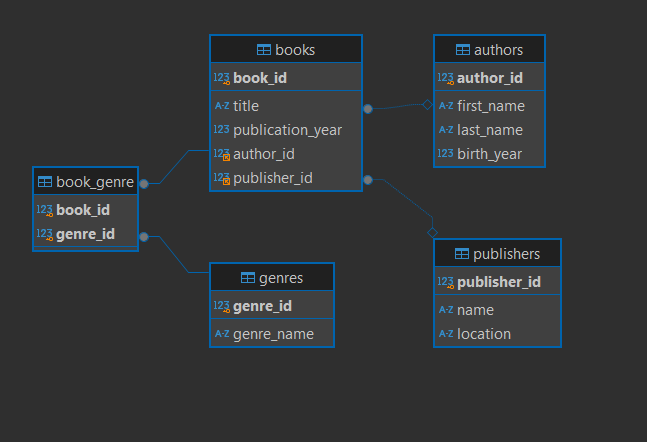 books
123 book_id
A-Z title
123 publication_year
123 author_id
123 publisher_id
authors
123 author_id
A-Z first_name
A-Z last_name
123 birth_year
book_genre
123 book_id
123 genre_id
genres
123 genre_id
A-Z genre_name
publishers
123 publisher_id
A-Z name
A-Z location